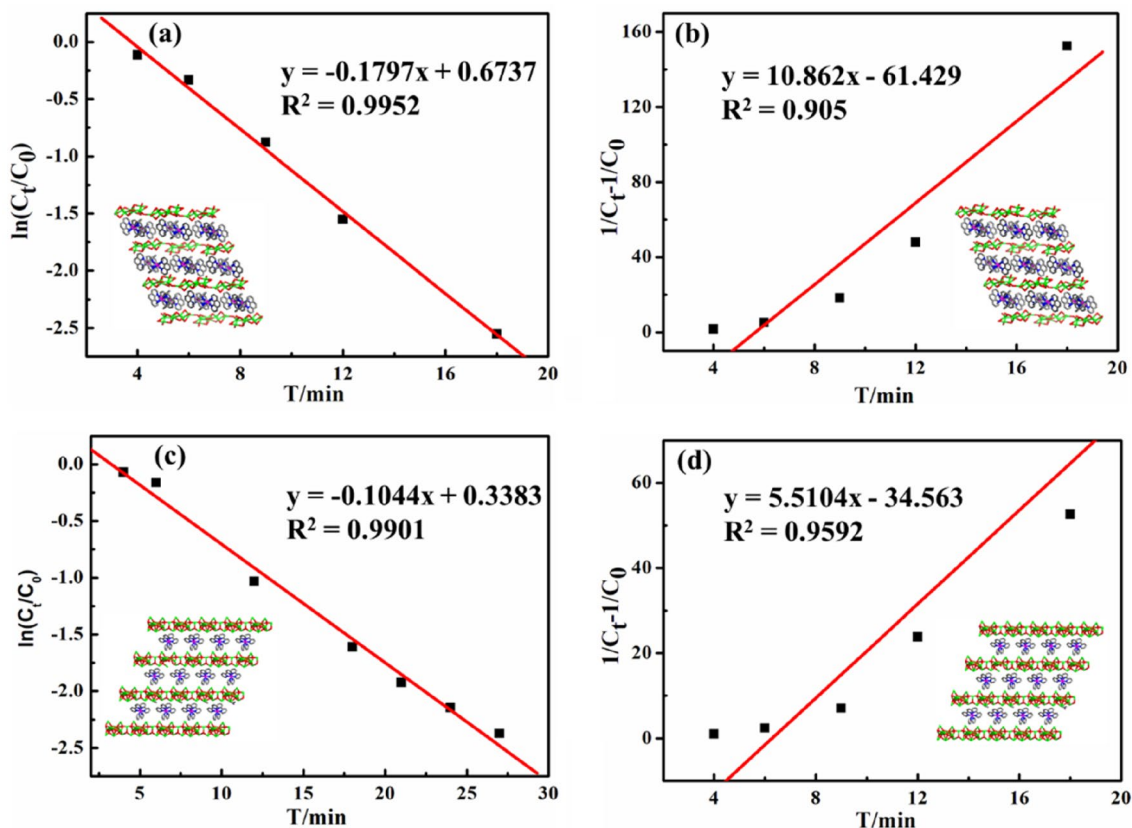 (a)
y = -0.1797x + 0.6737
R² = 0.9952
ln(Cₜ/C₀)
0.0
-0.5
-1.0
-1.5
-2.0
-2.5
4 8 12 16 20
T/min
(b)
y = 10.862x - 61.429
R² = 0.905
1/Cₜ-1/C₀
160
120
80
40
0
4 8 12 16 20
T/min
(c)
y = -0.1044x + 0.3383
R² = 0.9901
ln(Cₜ/C₀)
0.0
-0.5
-1.0
-1.5
-2.0
-2.5
5 10 15 20 25 30
T/min
(d)
y = 5.5104x - 34.563
R² = 0.9592
1/Cₜ-1/C₀
60
40
20
0
4 8 12 16 20
T/min